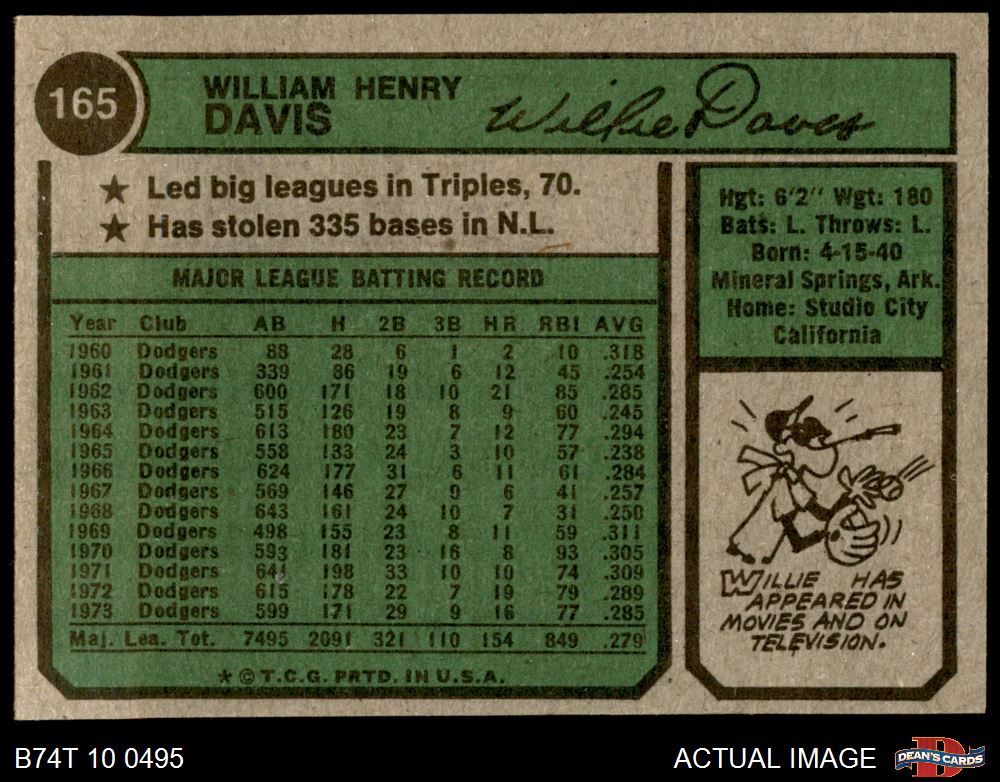 165
WILLIAM HENRY
DAVIS
Willie Davis
★ Led big leagues in Triples, 70.
★ Has stolen 335 bases in N.L.
MAJOR LEAGUE BATTING RECORD
Year Club AB H 2B 3B HR RBI AVG
1960 Dodgers 88 28 6 1 2 10 .318
1961 Dodgers 339 86 19 6 12 45 .254
1962 Dodgers 600 171 18 10 21 85 .285
1963 Dodgers 515 126 19 8 9 60 .245
1964 Dodgers 613 180 23 7 12 77 .294
1965 Dodgers 558 133 24 3 10 57 .238
1966 Dodgers 624 177 31 6 11 61 .284
1967 Dodgers 569 146 27 9 6 41 .257
1968 Dodgers 643 161 24 10 7 31 .250
1969 Dodgers 498 155 23 8 11 59 .311
1970 Dodgers 593 181 23 16 8 93 .305
1971 Dodgers 641 198 33 10 10 74 .309
1972 Dodgers 615 178 22 7 19 79 .289
1973 Dodgers 599 171 29 9 16 77 .285
Maj. Lea. Tot. 7495 2091 321 110 154 849 .279
* © T.C.G. PRTD. IN U.S.A.
Hgt: 6'2" Wgt: 180
Bats: L. Throws: L.
Born: 4-15-40
Mineral Springs, Ark.
Home: Studio City
California
WILLIE HAS
APPEARED IN
MOVIES AND ON
TELEVISION.
B74T 10 0495
ACTUAL IMAGE
D
DEAN'S CARDS